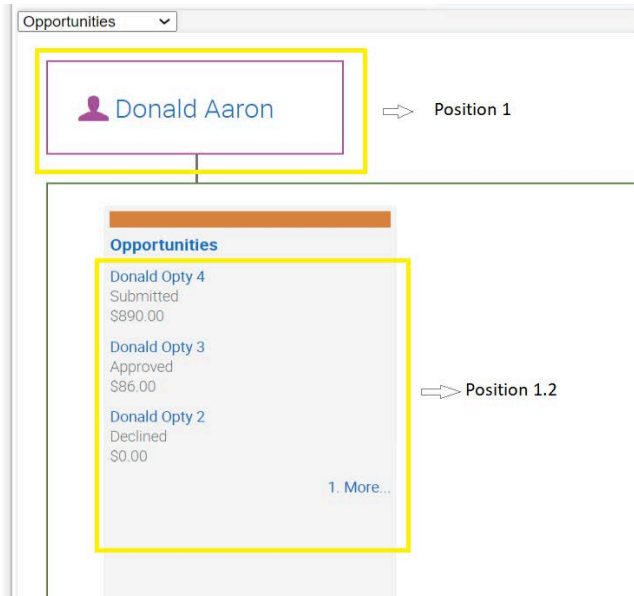 Opportunities
Donald Aaron
Position 1
Opportunities
Donald Opty 4
Submitted
$890.00
Donald Opty 3
Approved
$86.00
Position 1.2
Donald Opty 2
Declined
$0.00
1. More...